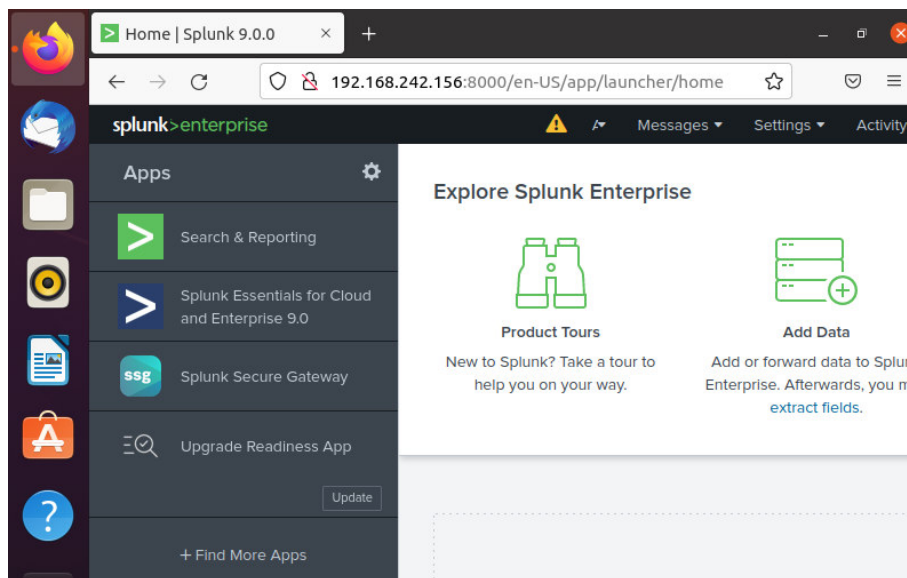 Home | Splunk 9.0.0
192.168.242.156:8000/en-US/app/launcher/home
splunk>enterprise
Messages
Settings
Activity
Apps
Search & Reporting
Splunk Essentials for Cloud
and Enterprise 9.0
ssg
Splunk Secure Gateway
Upgrade Readiness App
Update
+ Find More Apps
Explore Splunk Enterprise
Product Tours
New to Splunk? Take a tour to
help you on your way.
Add Data
Add or forward data to
Enterprise. Afterwards, you
extract fields.